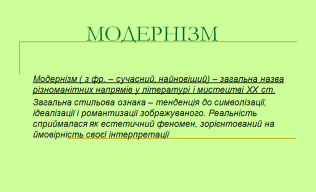 МОДЕРНІЗМ
Модернізм ( з фр. – сучасний, найновіший) – загальна назва
різноманітних напрямів у літературі і мистецтві ХХ ст.
Загальна стильова ознака – тенденція до символізації,
ідеалізації і романтизації зображуваного. Реальність
сприймалася як естетичний феномен, зорієнтований на
ймовірність своєї інтерпретації